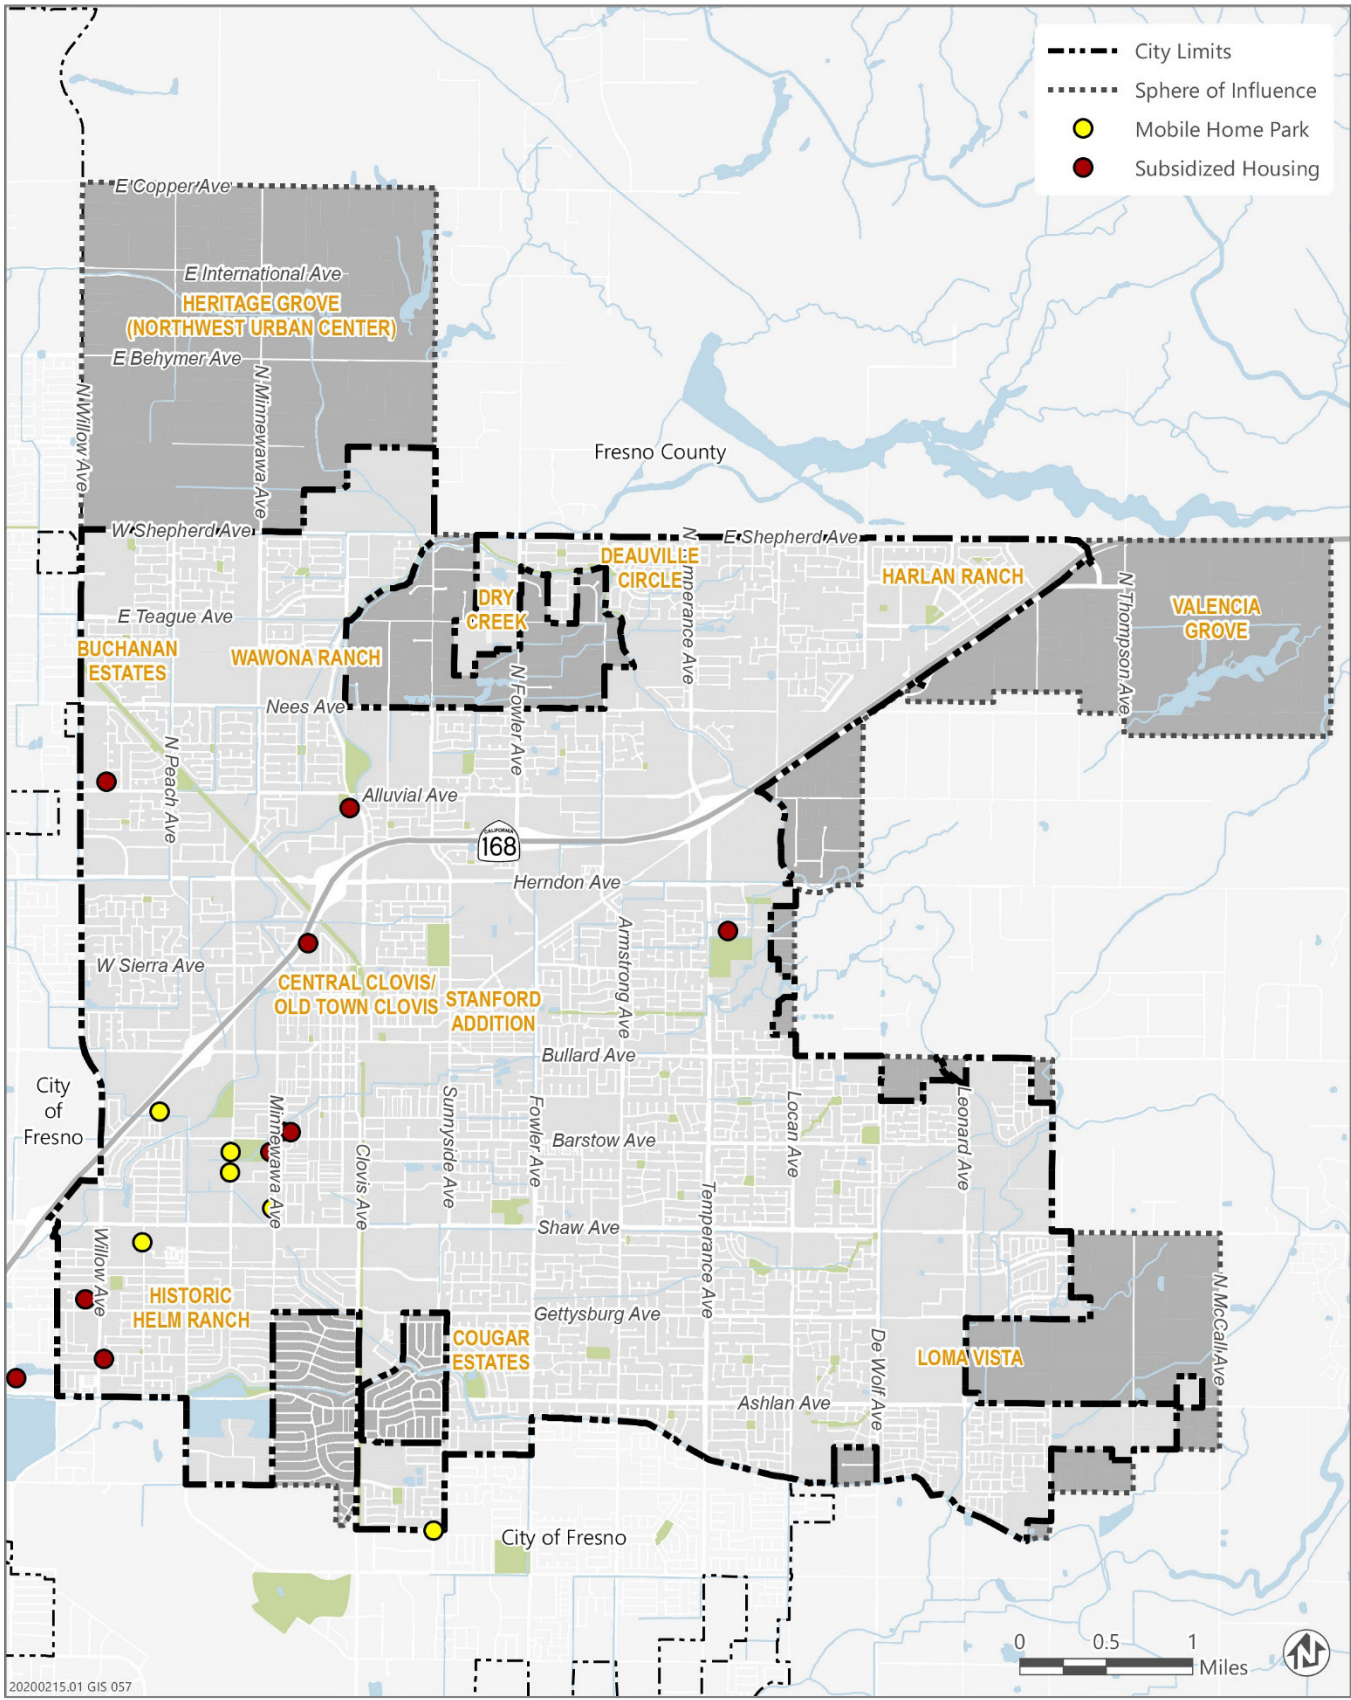 City Limits
Sphere of Influence
Mobile Home Park
Subsidized Housing
E Copper Ave
E International Ave
HERITAGE GROVE
(NORTHWEST URBAN CENTER)
E Behymer Ave
N Willow Ave
N Minnewawa Ave
Fresno County
W Shepherd Ave
E Shepherd Ave
DEAUVILLE
CIRCLE
N Temperance Ave
HARLAN RANCH
N Thompson Ave
VALENCIA
GROVE
DRY
CREEK
E Teague Ave
BUCHANAN
ESTATES
WAWONA RANCH
Nees Ave
N Fowler Ave
N Peach Ave
Alluvial Ave
CALIFORNIA
168
Herndon Ave
Armstrong Ave
W Sierra Ave
CENTRAL CLOVIS/
OLD TOWN CLOVIS
STANFORD
ADDITION
Bullard Ave
City
of
Fresno
Minnewawa Ave
Clovis Ave
Sunnyside Ave
Fowler Ave
Barstow Ave
Locan Ave
Leonard Ave
Temperance Ave
Shaw Ave
Willow Ave
HISTORIC
HELM RANCH
Gettysburg Ave
COUGAR
ESTATES
De Wolf Ave
LOMA VISTA
N McCall Ave
Ashlan Ave
City of Fresno
0 0.5 1
Miles
N
20200215.01 GIS 057